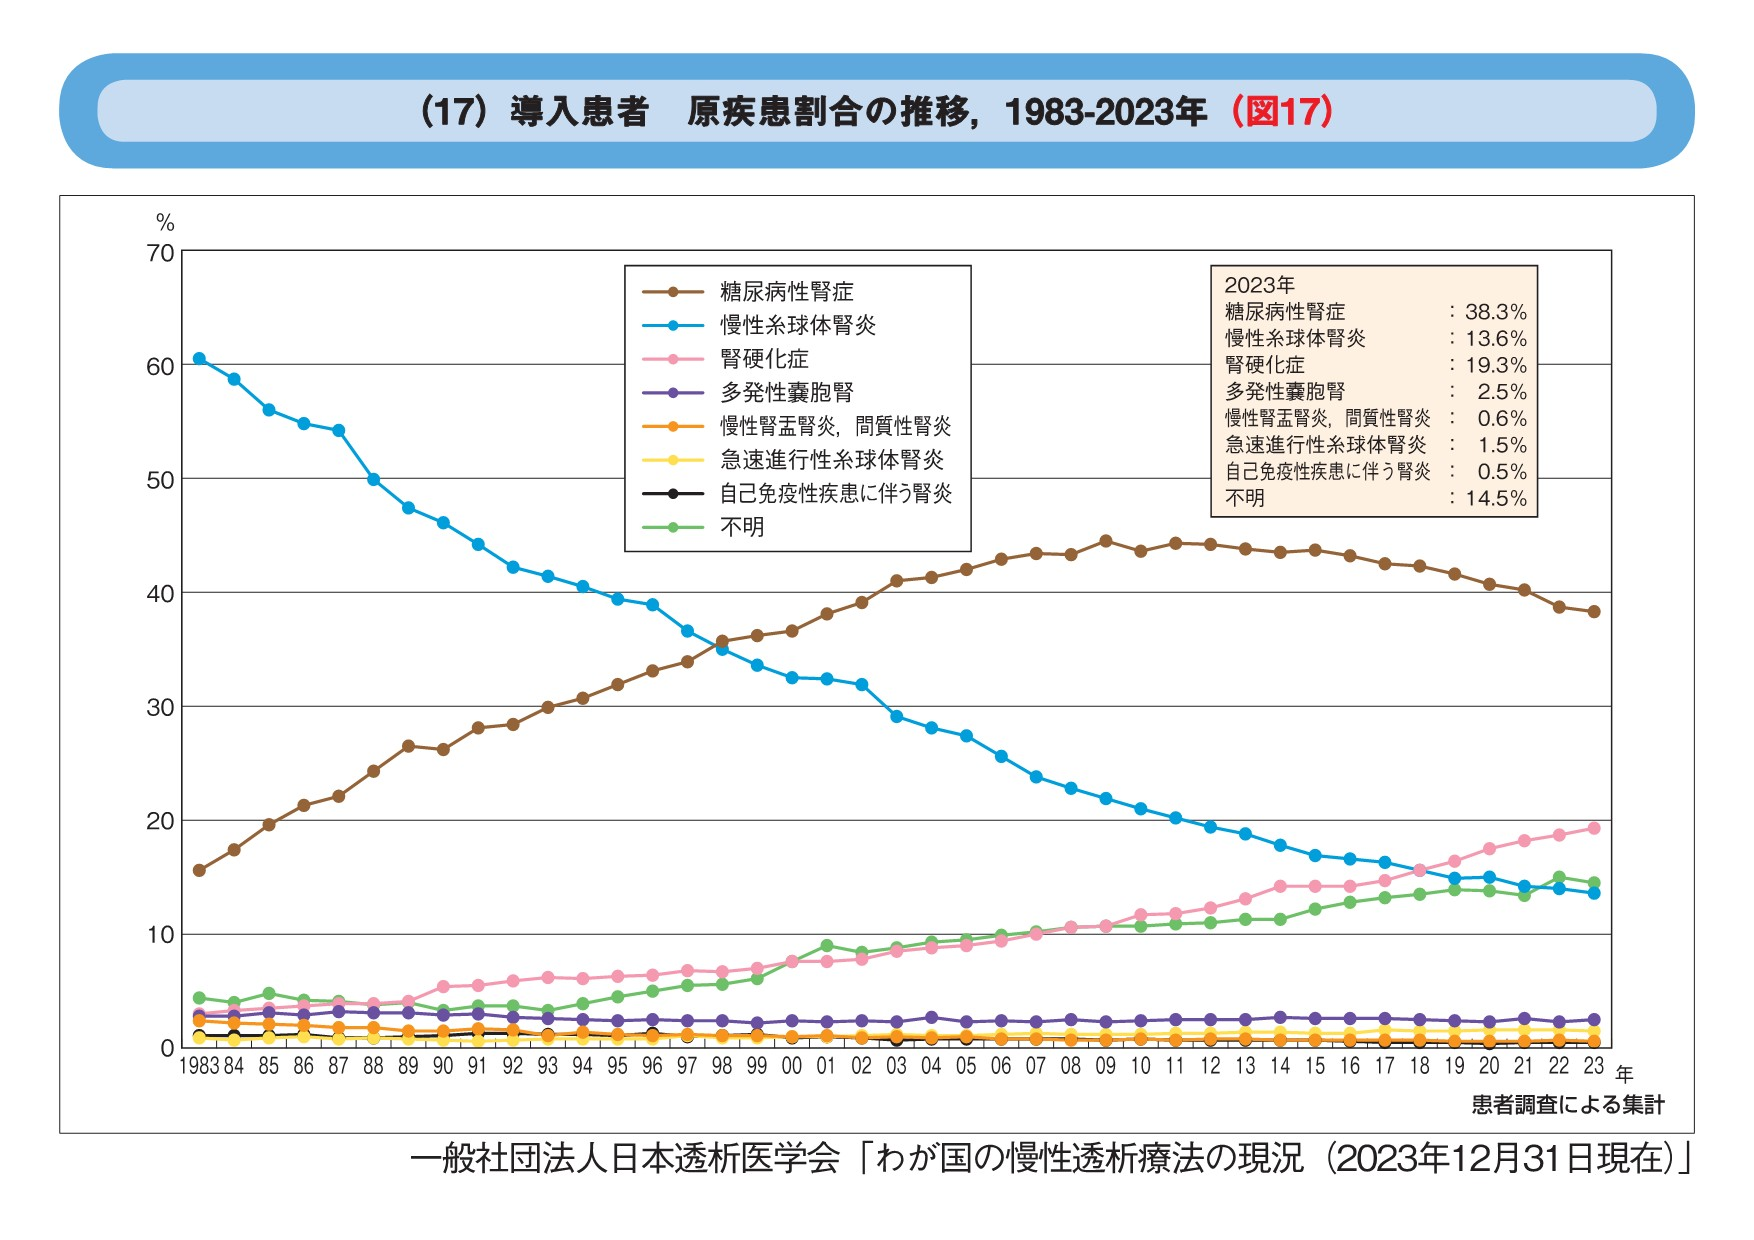 （17）導入患者　原疾患割合の推移，1983-2023年（図17）
%
70
60
50
40
30
20
10
0
糖尿病性腎症
慢性糸球体腎炎
腎硬化症
多発性嚢胞腎
慢性腎盂腎炎，間質性腎炎
急速進行性糸球体腎炎
自己免疫性疾患に伴う腎炎
不明
2023年
糖尿病性腎症 ： 38.3%
慢性糸球体腎炎 ： 13.6%
腎硬化症 ： 19.3%
多発性嚢胞腎 ： 2.5%
慢性腎盂腎炎，間質性腎炎 ： 0.6%
急速進行性糸球体腎炎 ： 1.5%
自己免疫性疾患に伴う腎炎 ： 0.5%
不明 ： 14.5%
1983 84 85 86 87 88 89 90 91 92 93 94 95 96 97 98 99 00 01 02 03 04 05 06 07 08 09 10 11 12 13 14 15 16 17 18 19 20 21 22 23 年
患者調査による集計
一般社団法人日本透析医学会「わが国の慢性透析療法の現況（2023年12月31日現在）」